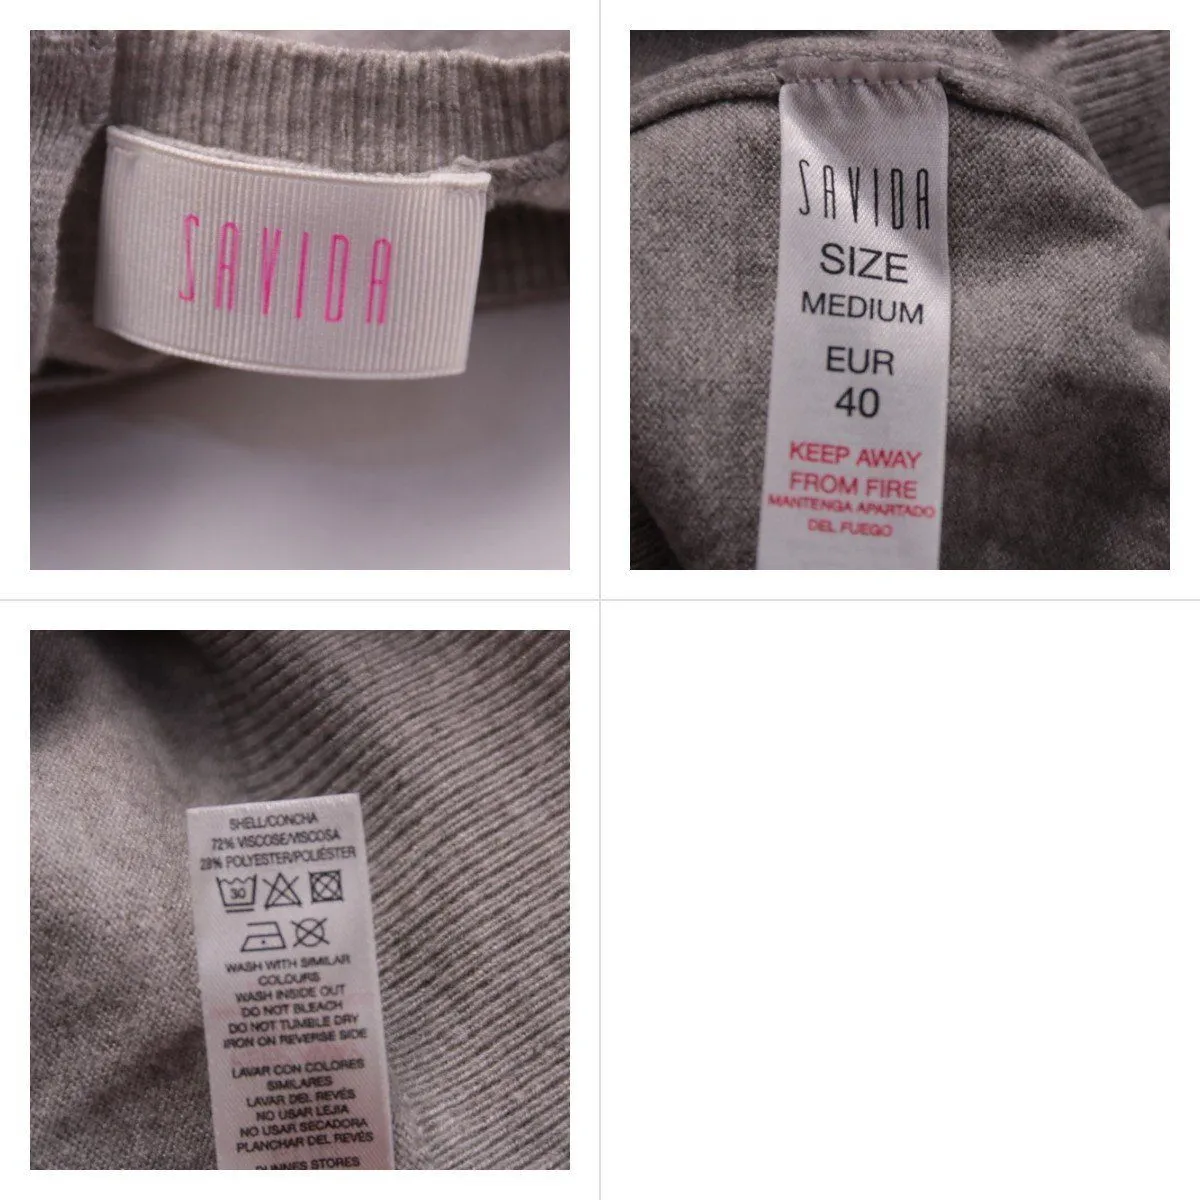 SAVIDA
SAVIDA
SIZE
MEDIUM
EUR
40
KEEP AWAY
FROM FIRE
MANTENGA APARTADO
DEL FUEGO
SHELL/CONCHA
72% VISCOSE/VISCOSA
28% POLYESTER/POLIÉSTER
30
WASH WITH SIMILAR
COLOURS
WASH INSIDE OUT
DO NOT BLEACH
DO NOT TUMBLE DRY
IRON ON REVERSE SIDE
LAVAR CON COLORES
SIMILARES
LAVAR DEL REVÉS
NO USAR LEJIA
NO USAR SECADORA
PLANCHAR DEL REVÉS
DUNNES STORES